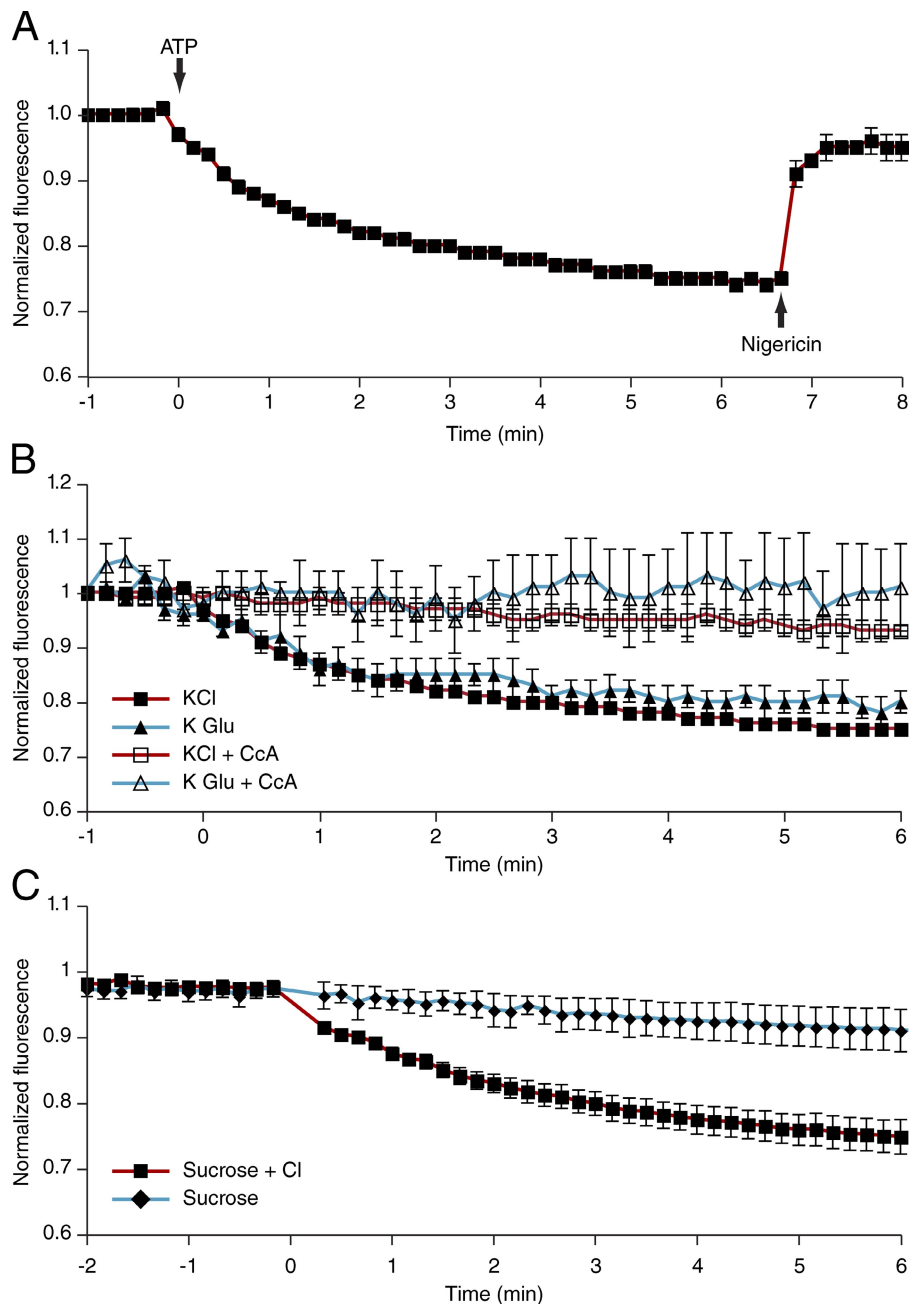 A
ATP
1.1
1.0
0.9
0.8
0.7
0.6
Normalized fluorescence
Nigericin
-1 0 1 2 3 4 5 6 7 8
Time (min)
B
1.2
1.1
1
0.9
0.8
0.7
0.6
Normalized fluorescence
KCl
K Glu
KCl + CcA
K Glu + CcA
-1 0 1 2 3 4 5 6
Time (min)
C
1.1
1
0.9
0.8
0.7
0.6
Normalized fluorescence
Sucrose + Cl
Sucrose
-2 -1 0 1 2 3 4 5 6
Time (min)